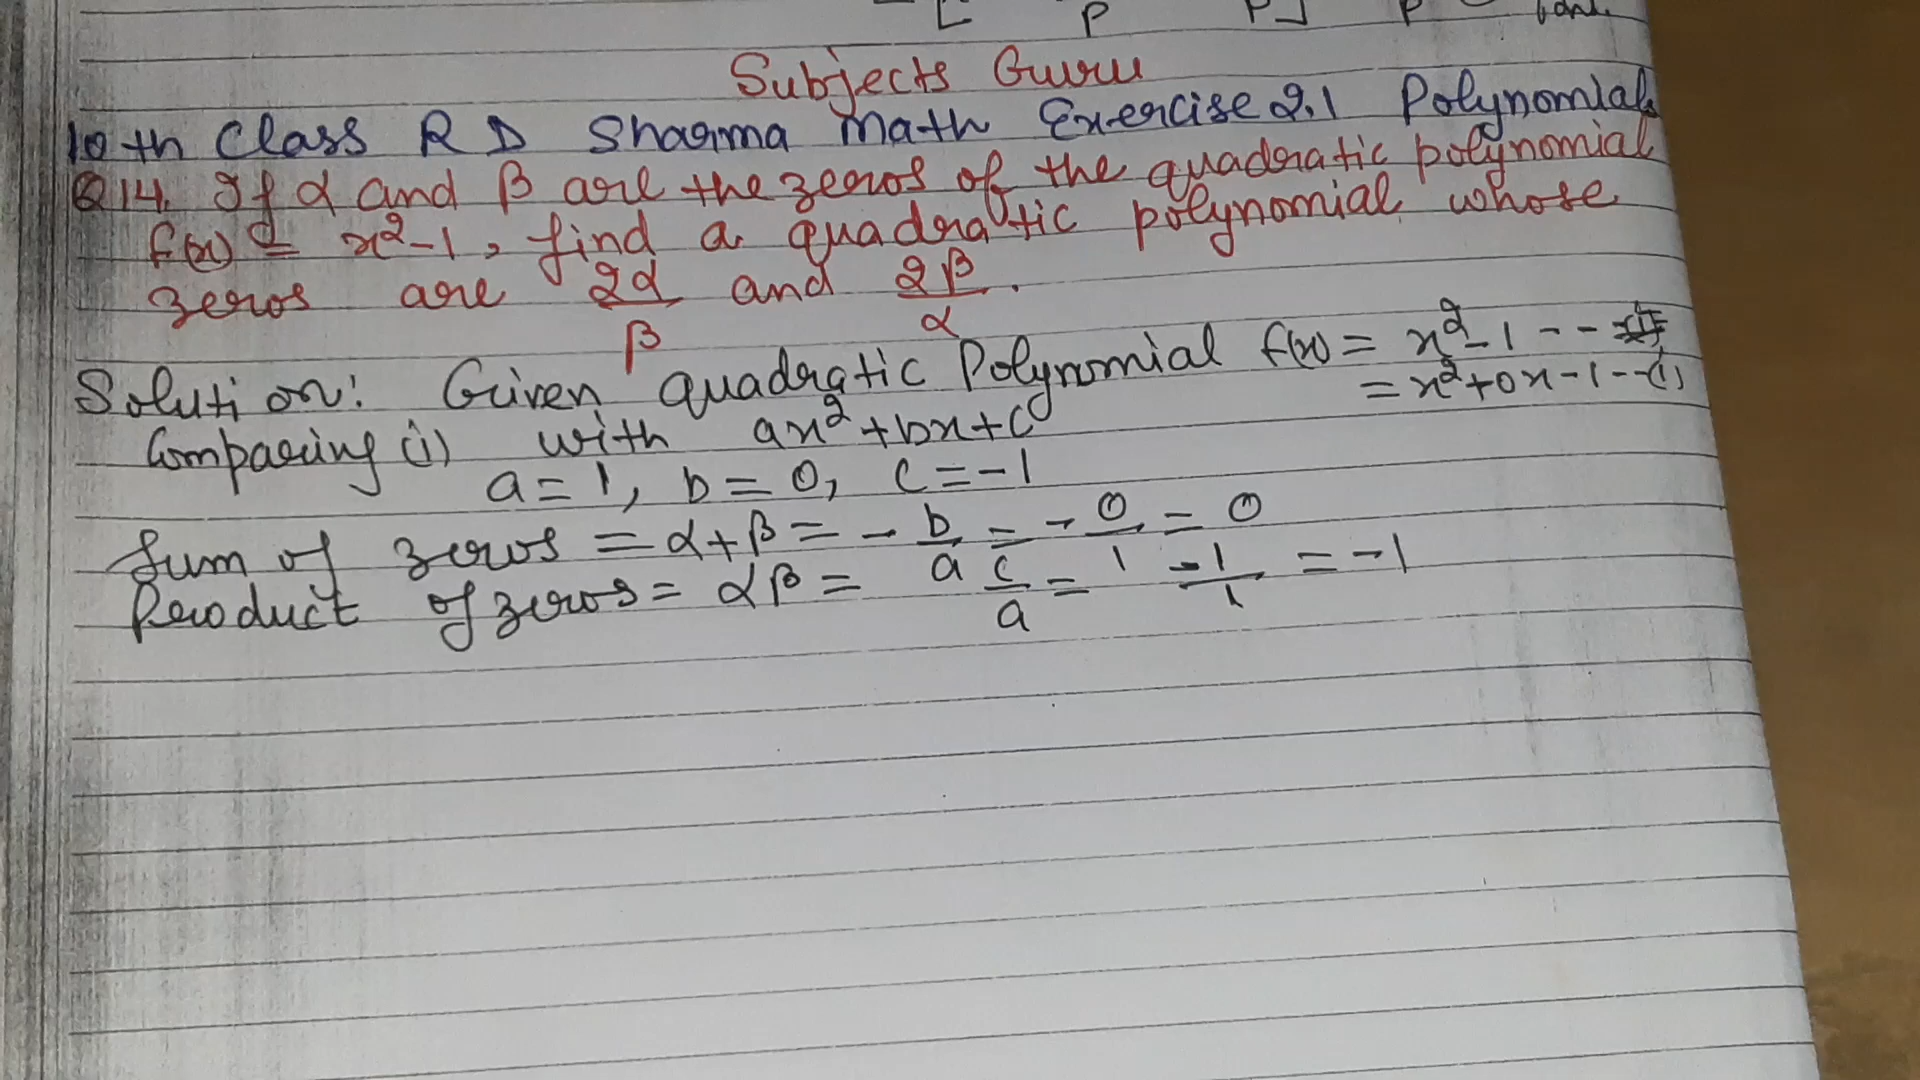 Subjects Guru
10th Class R D Sharma Math Exercise 2.1 Polynomials
Q14. If α and β are the zeros of the quadratic polynomial
f(x) = x²-1, find a quadratic polynomial whose
zeros are 2α/β and 2β/α.
Solution: Given quadratic Polynomial f(x) = x²-1 --
= x²+0x-1--(i)
Comparing (i) with ax²+bx+c
a=1, b=0, c=-1
Sum of zeros = α+β = -b/a = -0/1 = 0
Product of zeros = αβ = c/a = -1/1 = -1